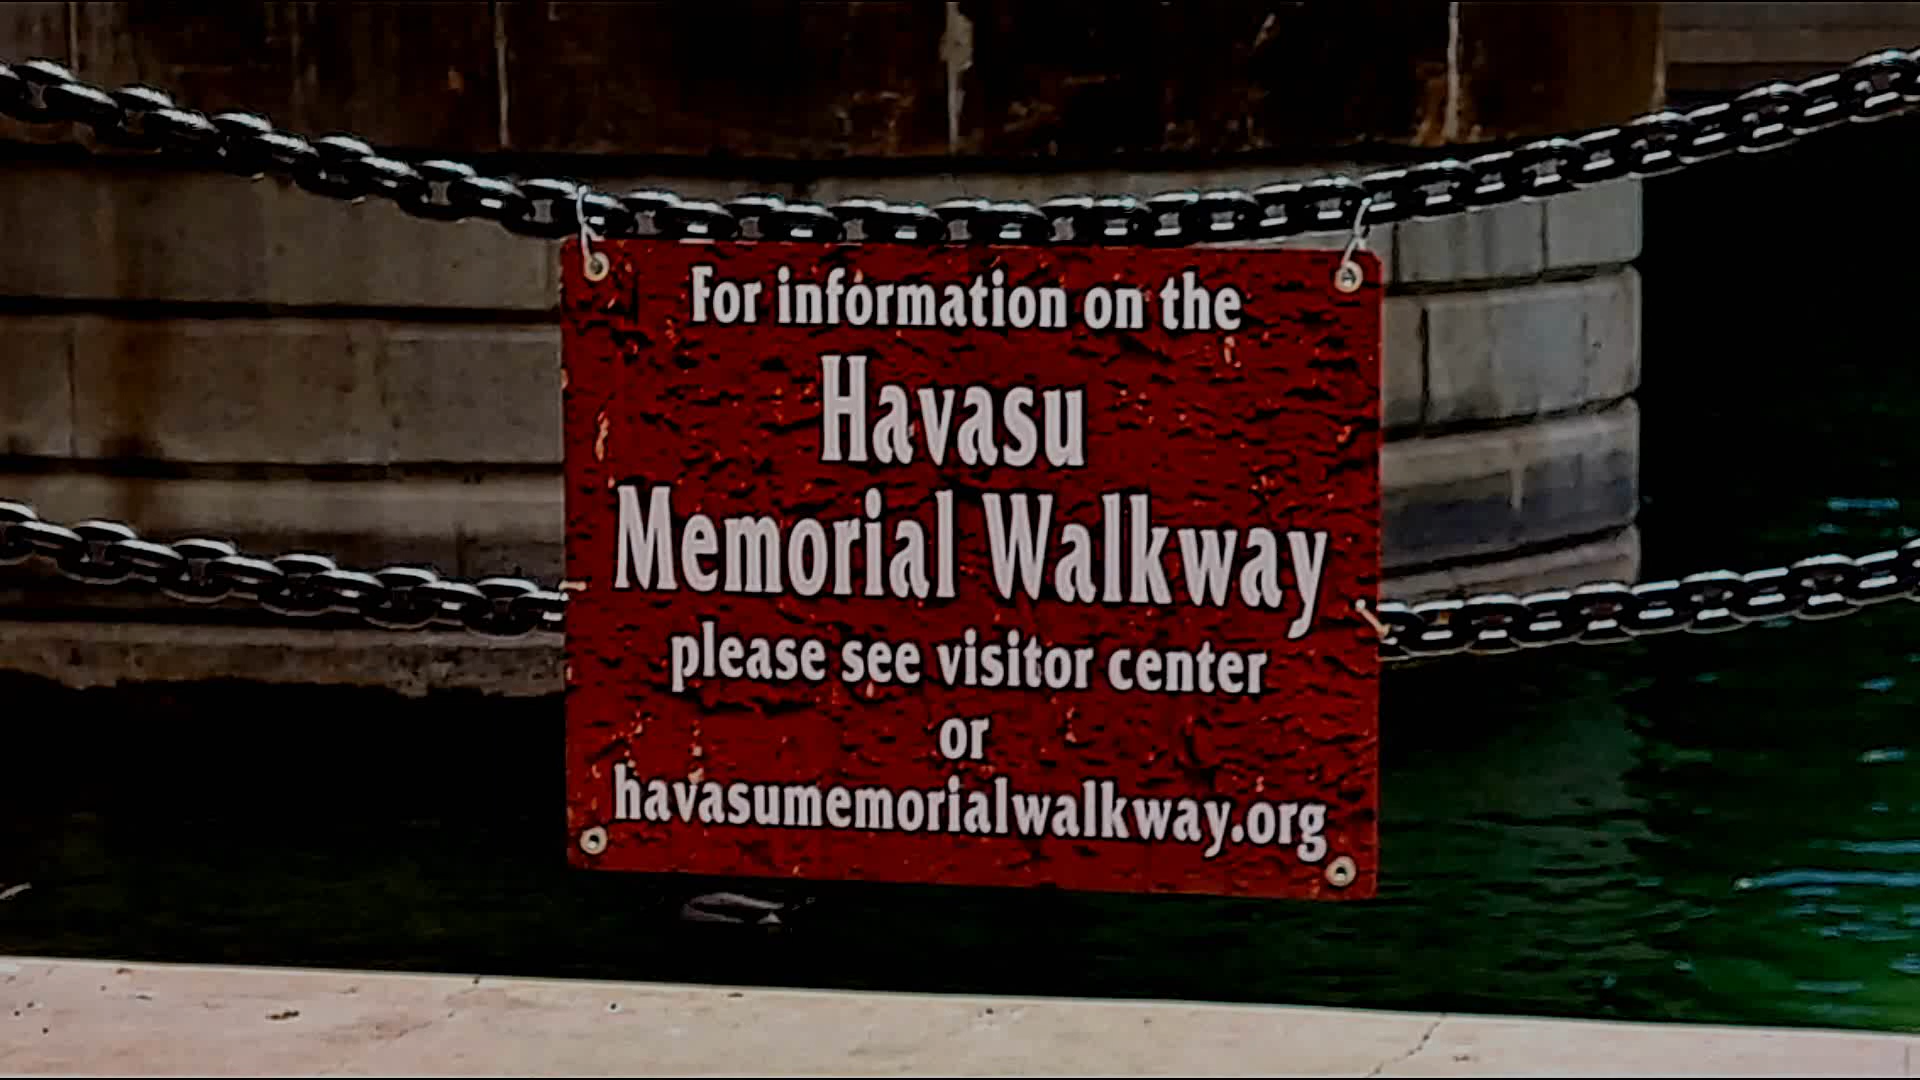 For information on the
Havasu
Memorial Walkway
please see visitor center
or
havasumemorialwalkway.org